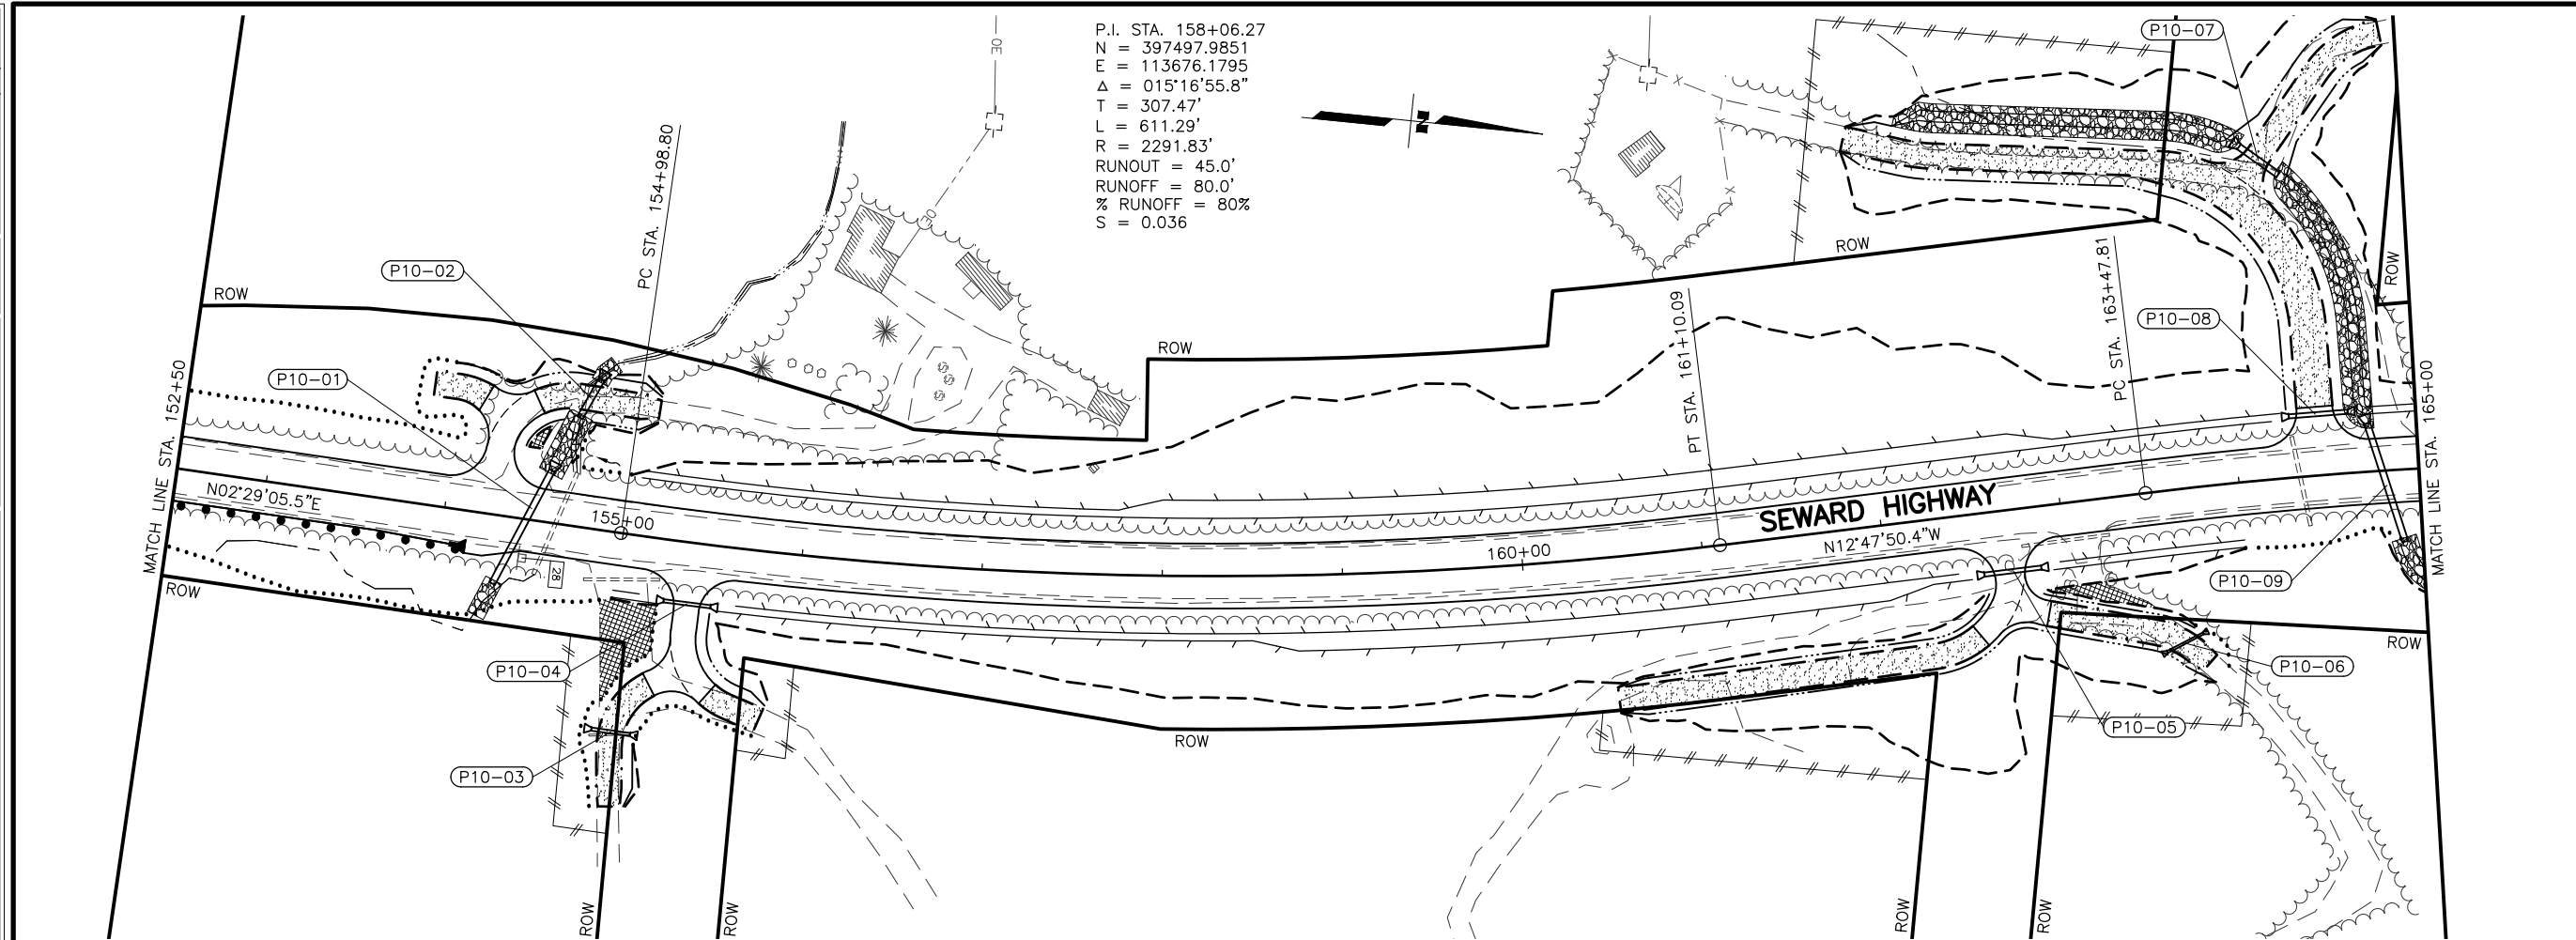 P.I. STA. 158+06.27
N = 397497.9851
E = 113676.1795
Δ = 015°16'55.8"
T = 307.47'
L = 611.29'
R = 2291.83'
RUNOUT = 45.0'
RUNOFF = 80.0'
% RUNOFF = 80%
S = 0.036
OE
OE
N
P10-07
PC STA. 154+98.80
P10-02
ROW
P10-01
MATCH LINE STA. 152+50
N02°29'05.5"E
155+00
28
ROW
P10-04
P10-03
ROW
ROW
ROW
S
S
S
ROW
160+00
PT STA. 161+10.09
SEWARD HIGHWAY
N12°47'50.4"W
ROW
PC STA. 163+47.81
P10-08
ROW
MATCH LINE STA. 165+00
P10-09
ROW
P10-06
P10-05
ROW
ROW